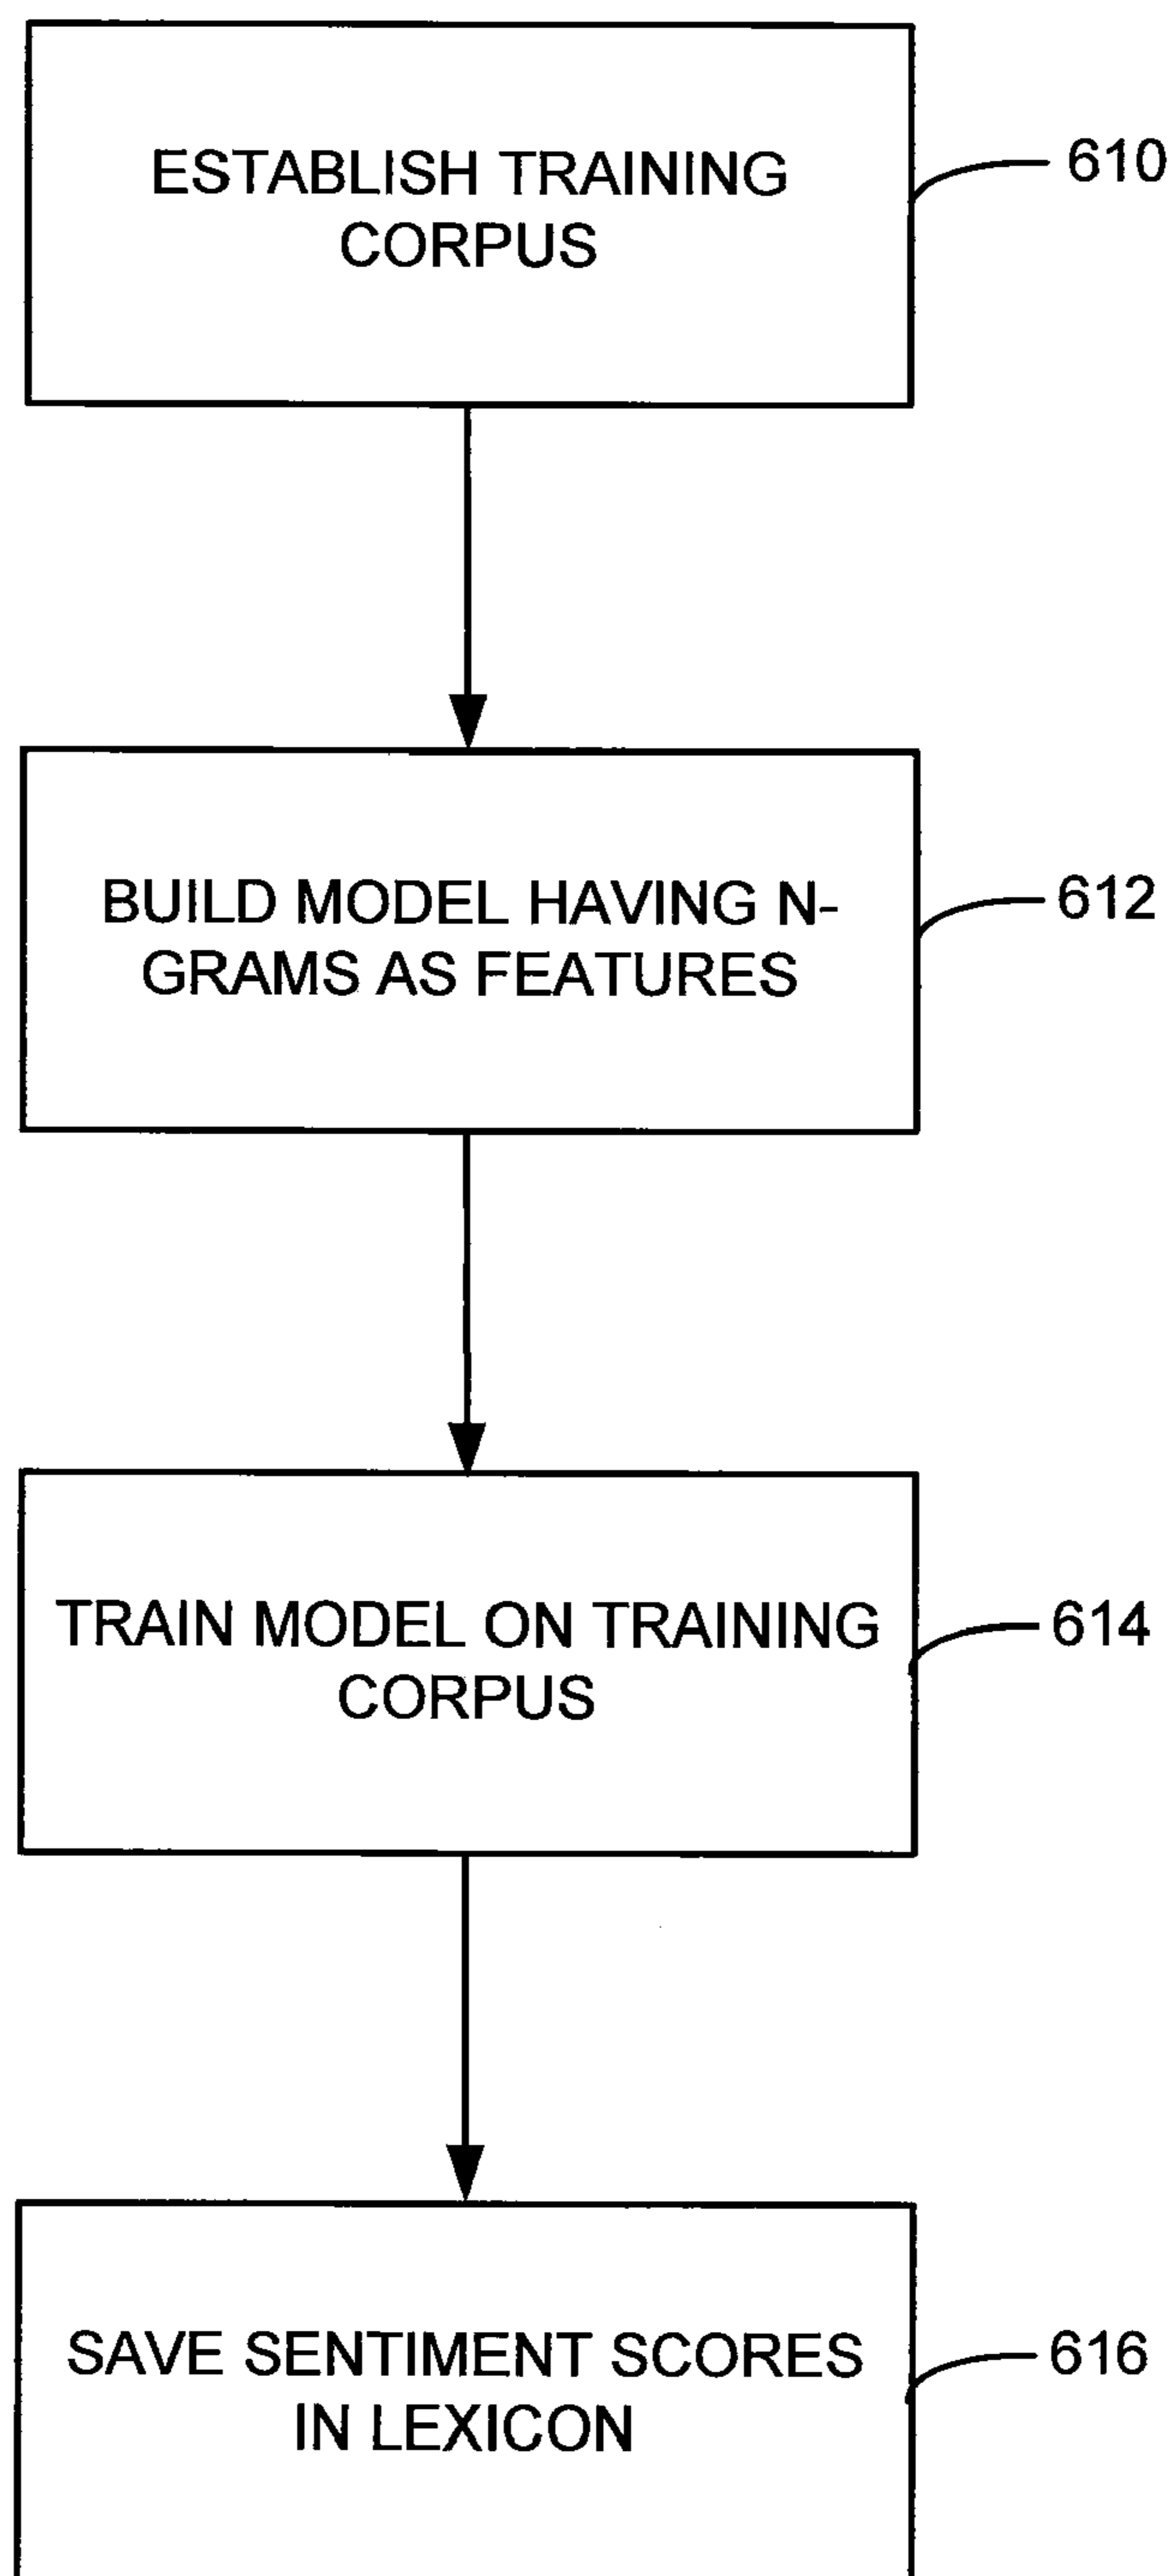 ESTABLISH TRAINING
CORPUS
610
BUILD MODEL HAVING N-
GRAMS AS FEATURES
612
TRAIN MODEL ON TRAINING
CORPUS
614
SAVE SENTIMENT SCORES
IN LEXICON
616